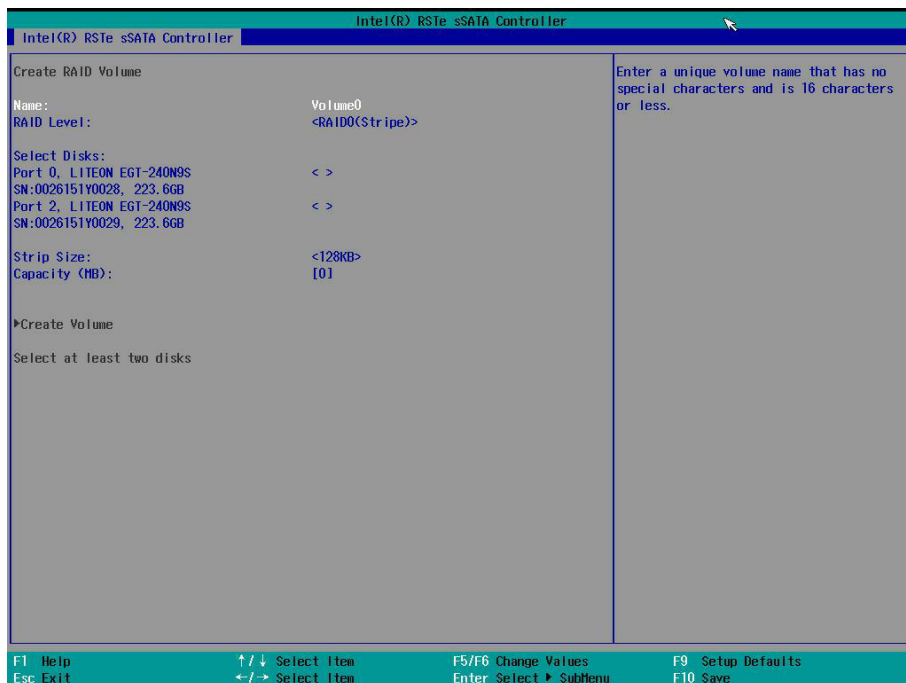 Intel(R) RSTe sSATA Controller
Intel(R) RSTe sSATA Controller
Create RAID Volume
Name: Volume0
RAID Level: <RAID0(Stripe)>
Select Disks:
Port 0, LITEON EGT-240N9S < >
SN:0026151Y0028, 223.6GB
Port 2, LITEON EGT-240N9S < >
SN:0026151Y0029, 223.6GB
Strip Size: <128KB>
Capacity (MB): [0]
▶Create Volume
Select at least two disks
Enter a unique volume name that has no
special characters and is 16 characters
or less.
F1 Help ↑/↓ Select Item F5/F6 Change Values F9 Setup Defaults
Esc Exit ←/→ Select Item Enter Select ▶ SubMenu F10 Save